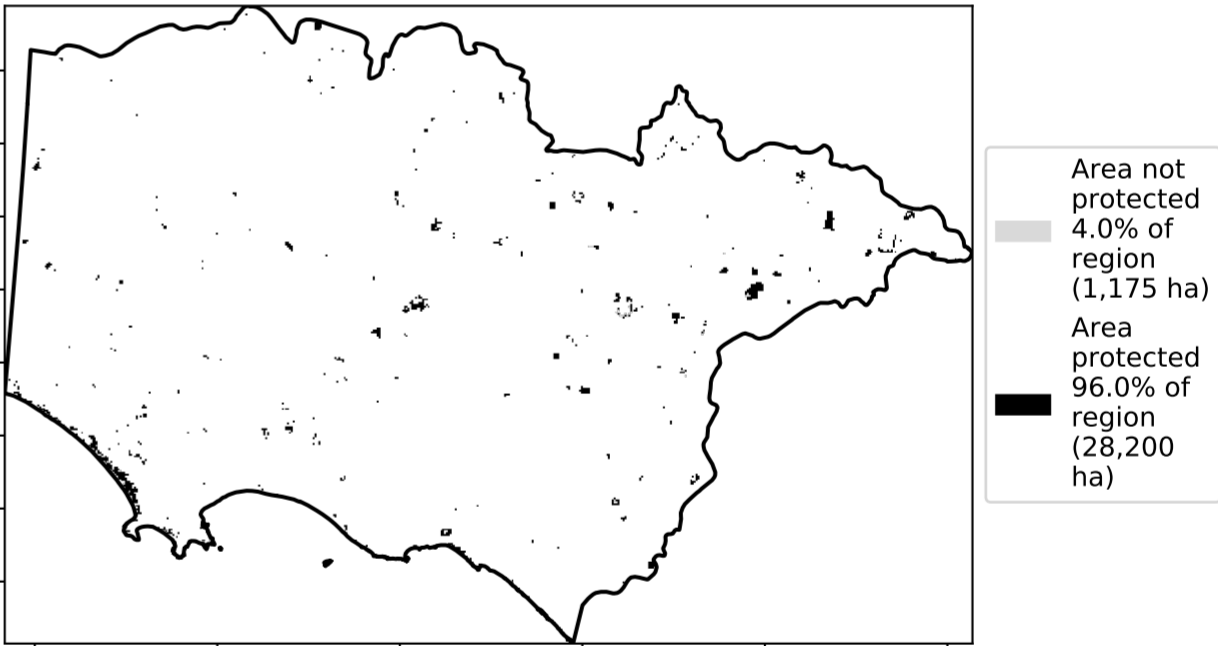 Area not
protected
4.0% of
region
(1,175 ha)
Area
protected
96.0% of
region
(28,200
ha)